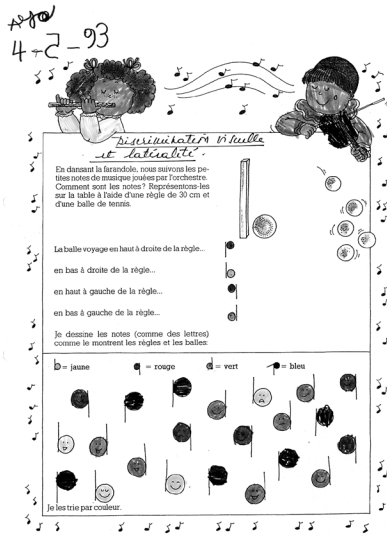 4-5-93
Discrimination visuelle
et latéralité.
En dansant la farandole, nous suivons les pe-
tites notes de musique jouées par l'orchestre.
Comment sont les notes? Représentons-les
sur la table à l'aide d'une règle de 30 cm et
d'une balle de tennis.
La balle voyage en haut à droite de la règle...
en bas à droite de la règle...
en haut à gauche de la règle...
en bas à gauche de la règle...
Je dessine les notes (comme des lettres)
comme le montrent les règles et les balles:
= jaune = rouge = vert = bleu
Je les trie par couleur.